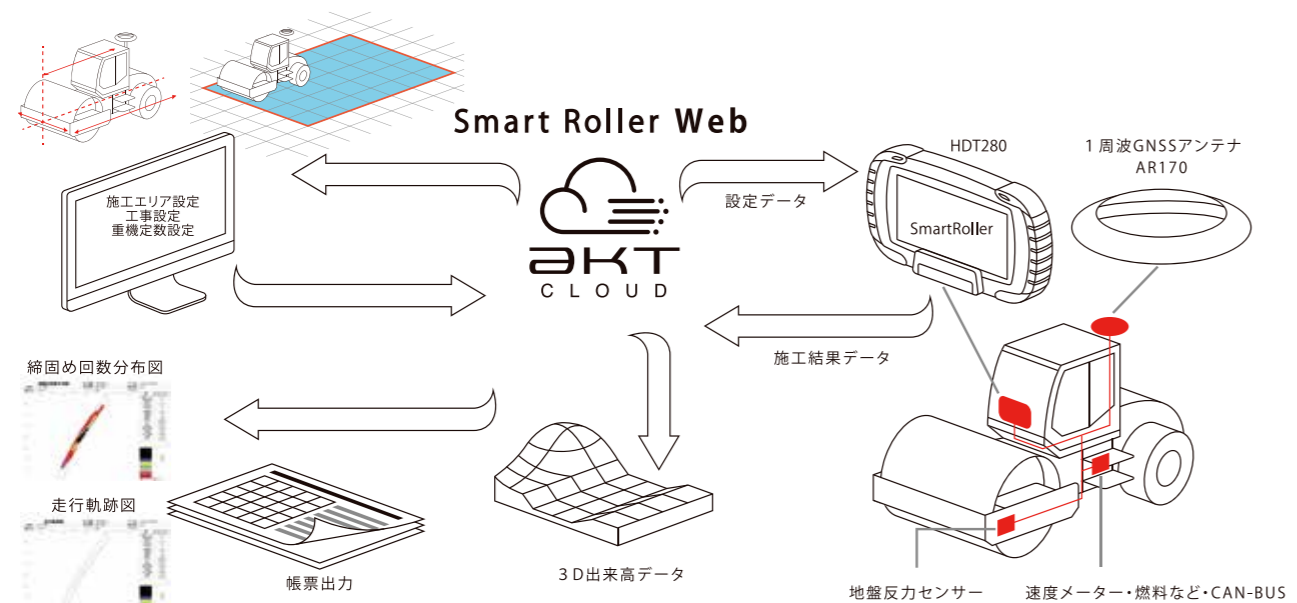 Smart Roller Web
HDT280
1周波GNSSアンテナ
AR170
施工エリア設定
工事設定
重機定数設定
設定データ
SmartRoller
akt
CLOUD
施工結果データ
締固め回数分布図
走行軌跡図
帳票出力
3D出来高データ
地盤反力センサー
速度メーター・燃料など・CAN-BUS